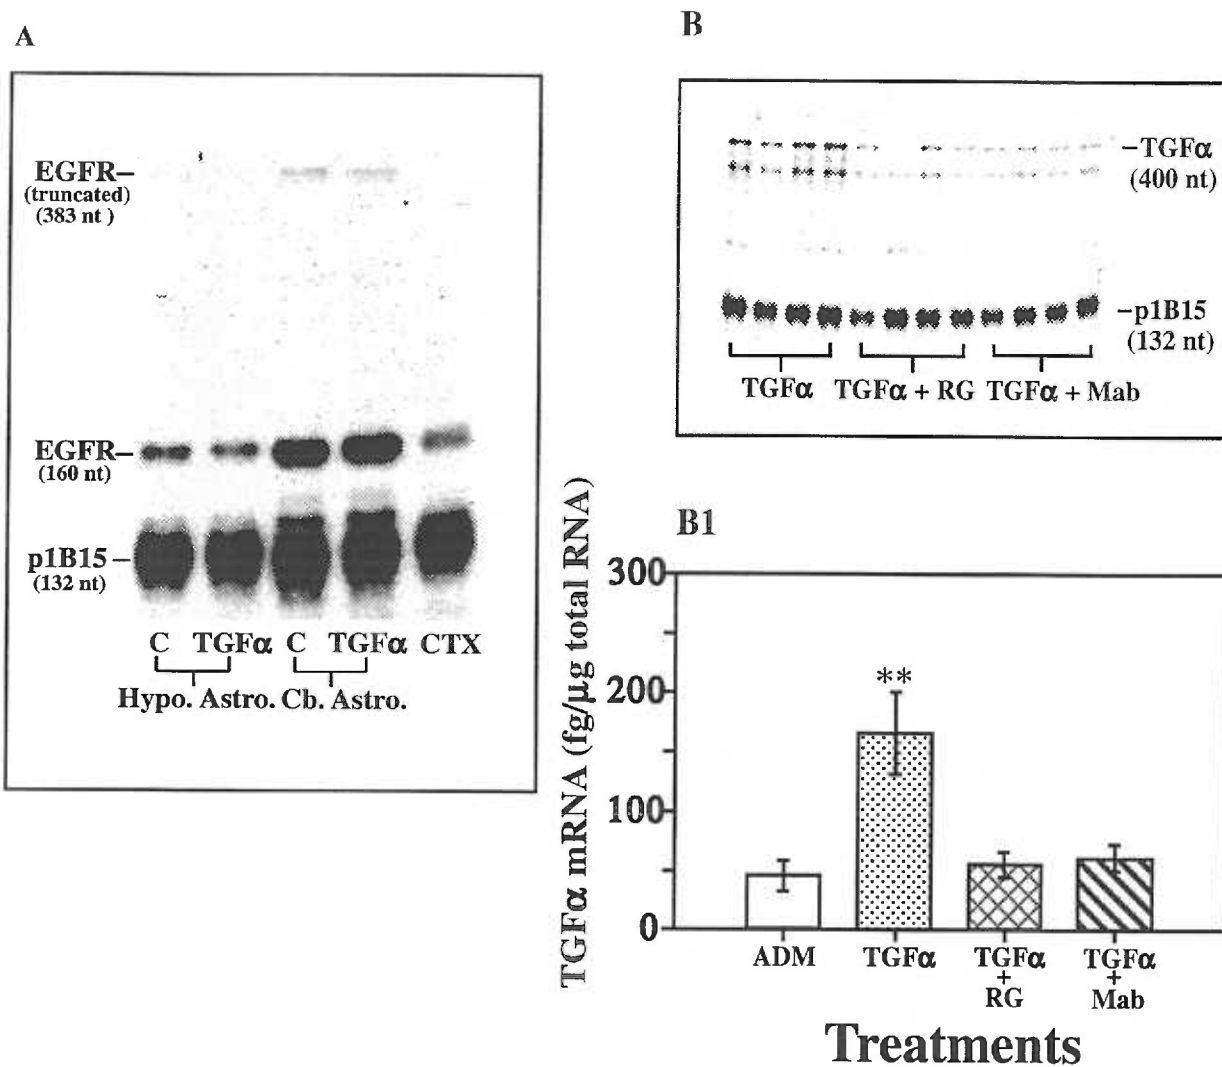 A
EGFR–
(truncated)
(383 nt )
EGFR–
(160 nt)
p1B15 –
(132 nt)
C TGFα C TGFα CTX
Hypo. Astro. Cb. Astro.
B
–TGFα
(400 nt)
–p1B15
(132 nt)
TGFα TGFα + RG TGFα + Mab
B1
TGFα mRNA (fg/µg total RNA)
300
200
100
0
**
ADM TGFα TGFα TGFα
+ +
RG Mab
Treatments